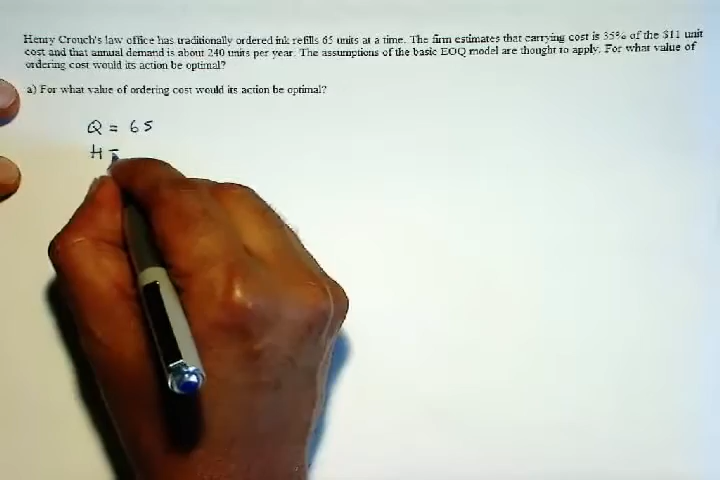 Henry Crouch's law office has traditionally ordered ink refills 65 units at a time. The firm estimates that carrying cost is 35% of the $11 unit
cost and that annual demand is about 240 units per year. The assumptions of the basic EOQ model are thought to apply. For what value of
ordering cost would its action be optimal?
a) For what value of ordering cost would its action be optimal?
Q = 65
H =